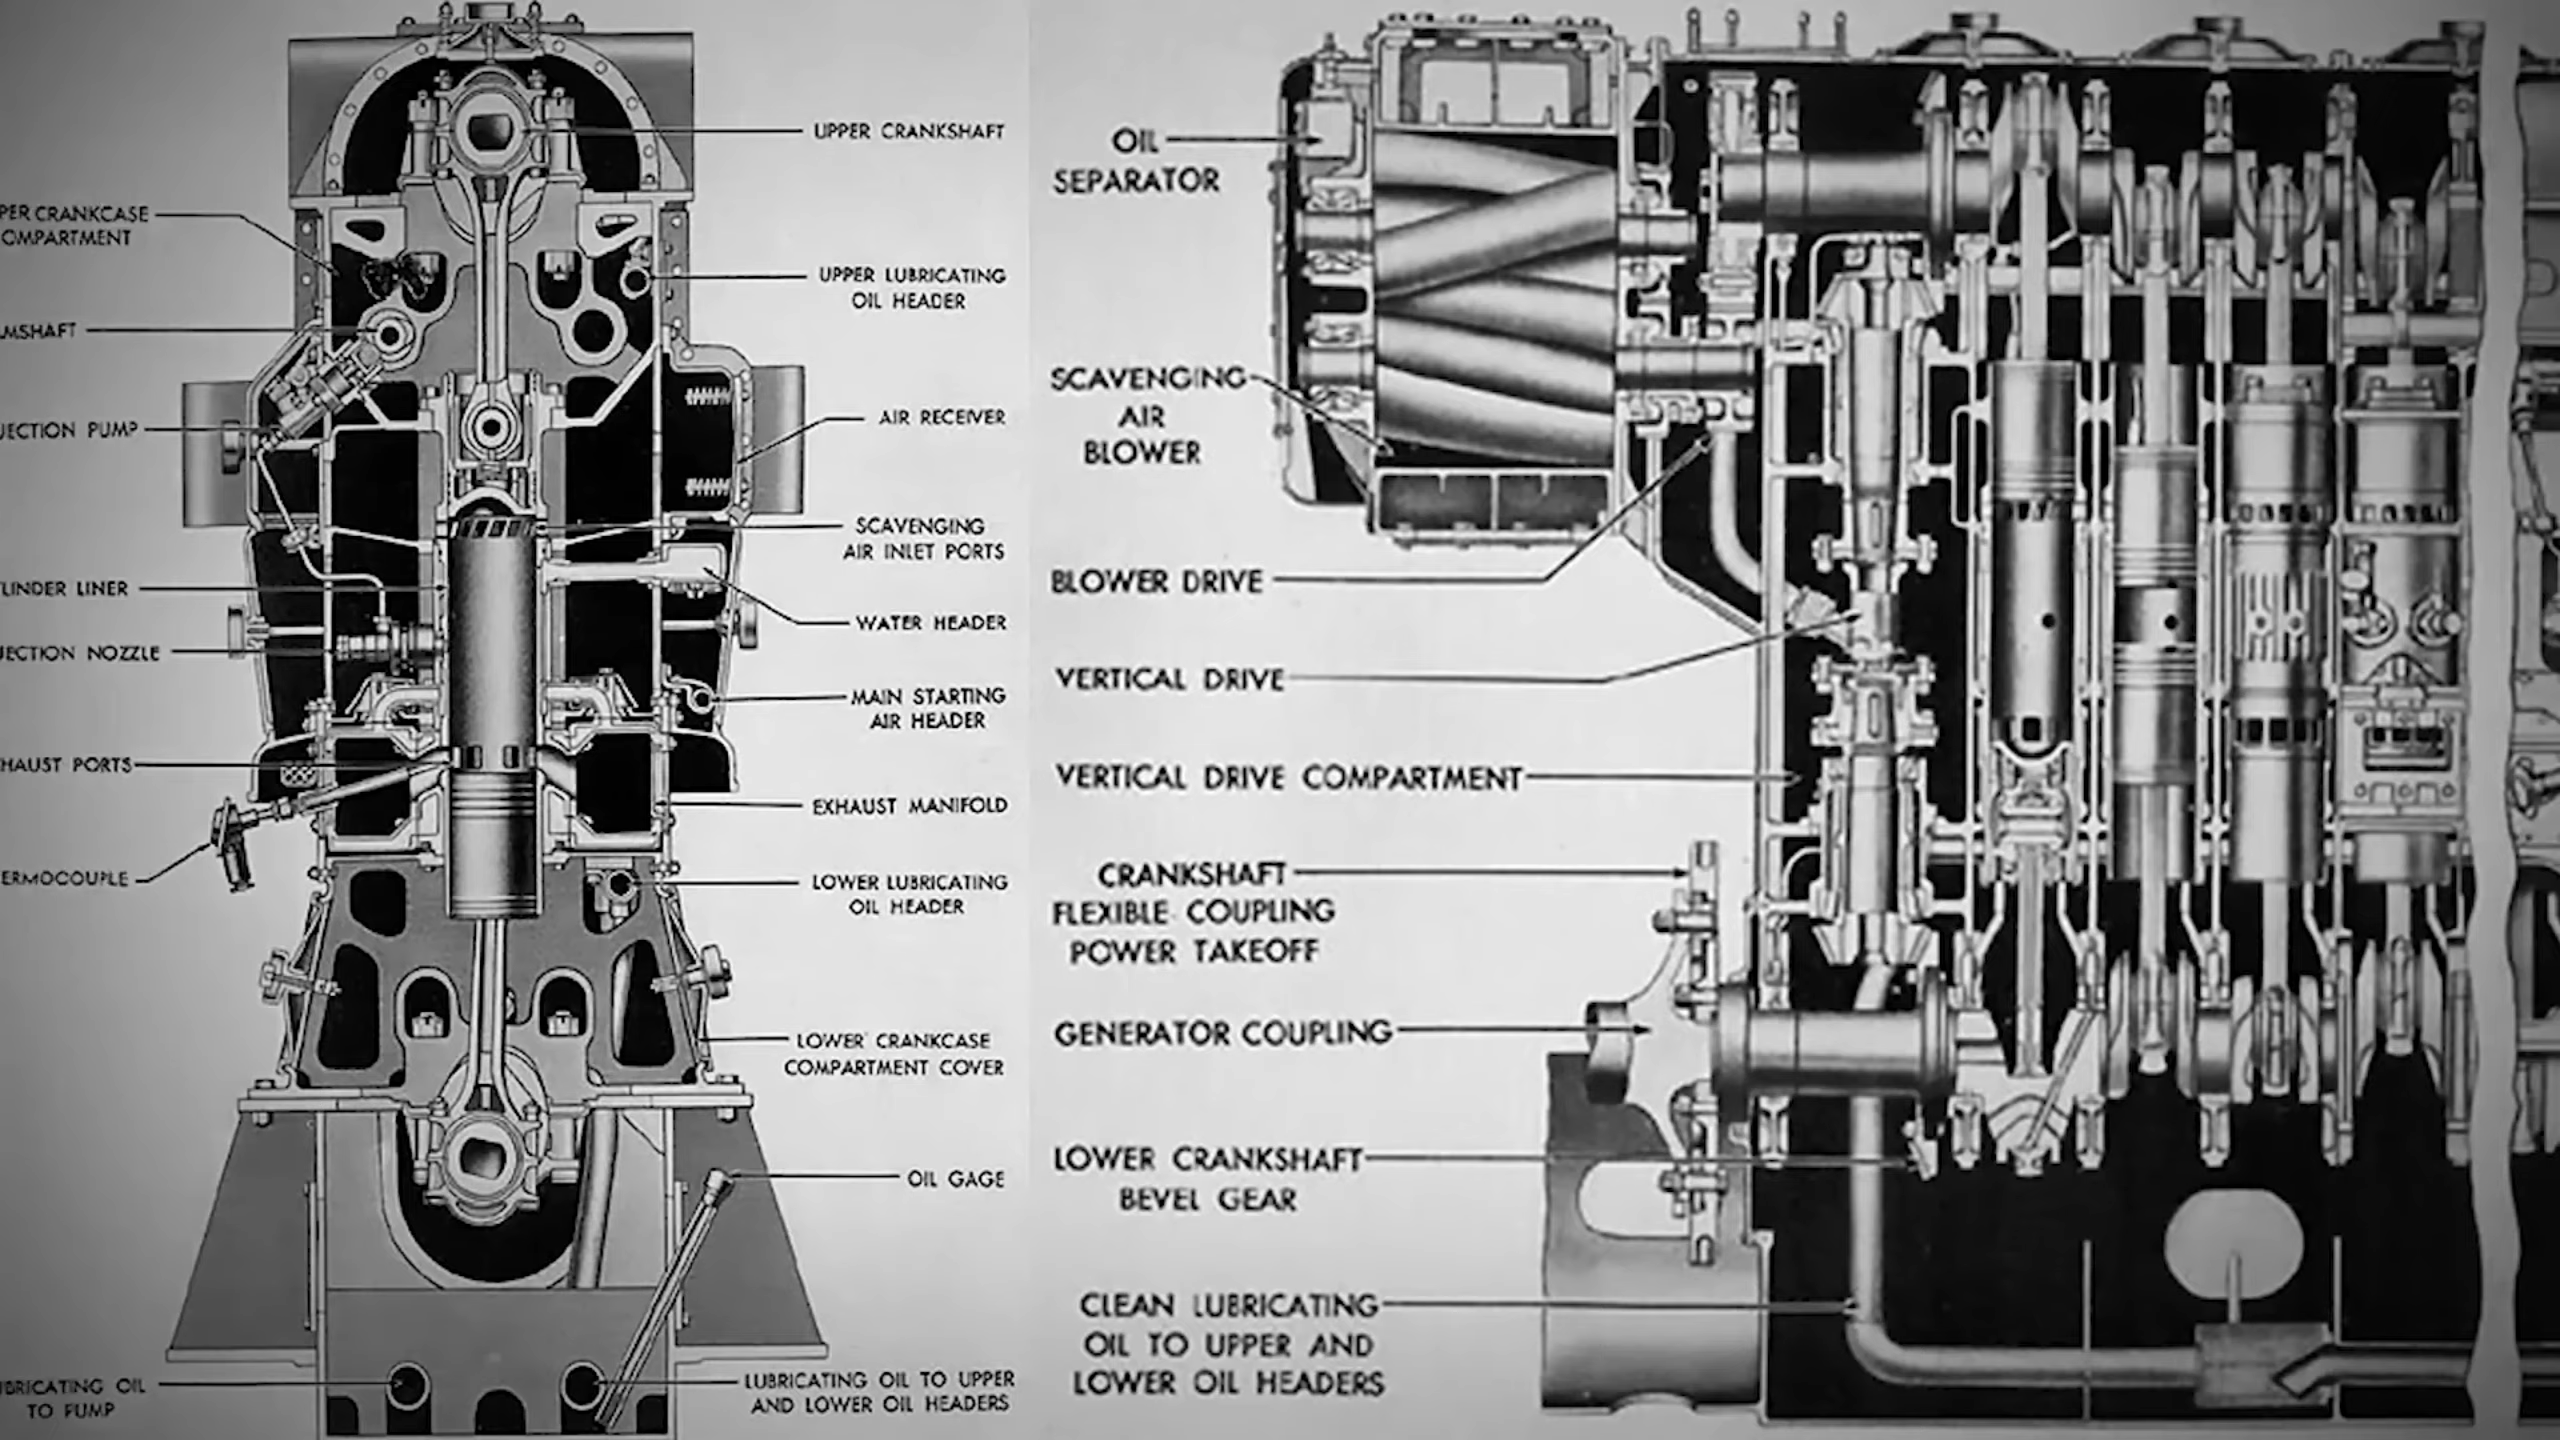 UPPER CRANKSHAFT
PER CRANKCASE
OMPARTMENT
UPPER LUBRICATING
OIL HEADER
MSHAFT
AIR RECEIVER
JECTION PUMP
SCAVENGING
AIR INLET PORTS
LINDER LINER
WATER HEADER
JECTION NOZZLE
MAIN STARTING
AIR HEADER
HAUST PORTS
EXHAUST MANIFOLD
ERMOCOUPLE
LOWER LUBRICATING
OIL HEADER
LOWER CRANKCASE
COMPARTMENT COVER
OIL GAGE
BRICATING OIL
TO PUMP
LUBRICATING OIL TO UPPER
AND LOWER OIL HEADERS
OIL
SEPARATOR
SCAVENGING
AIR
BLOWER
BLOWER DRIVE
VERTICAL DRIVE
VERTICAL DRIVE COMPARTMENT
CRANKSHAFT
FLEXIBLE COUPLING
POWER TAKEOFF
GENERATOR COUPLING
LOWER CRANKSHAFT
BEVEL GEAR
CLEAN LUBRICATING
OIL TO UPPER AND
LOWER OIL HEADERS